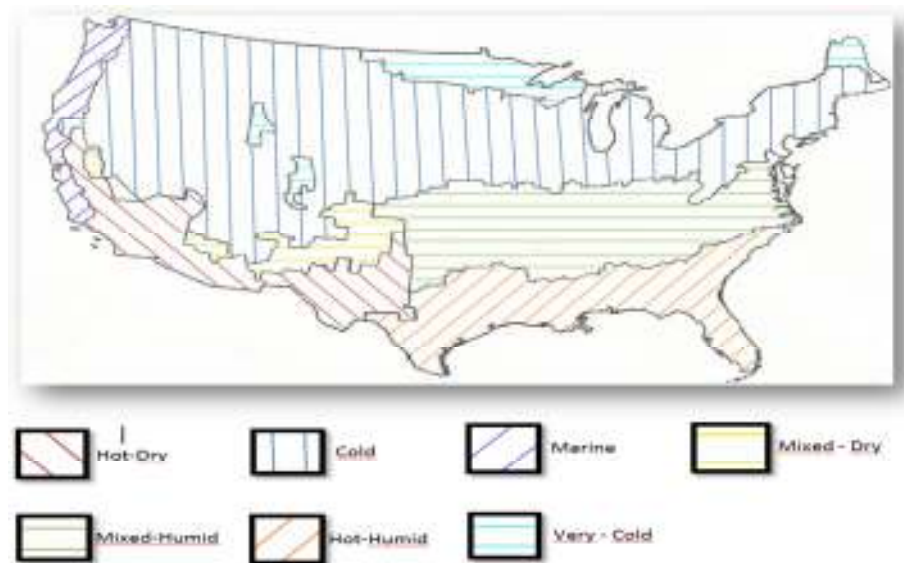 Hot-Dry
Cold
Marine
Mixed - Dry
Mixed-Humid
Hot-Humid
Very - Cold